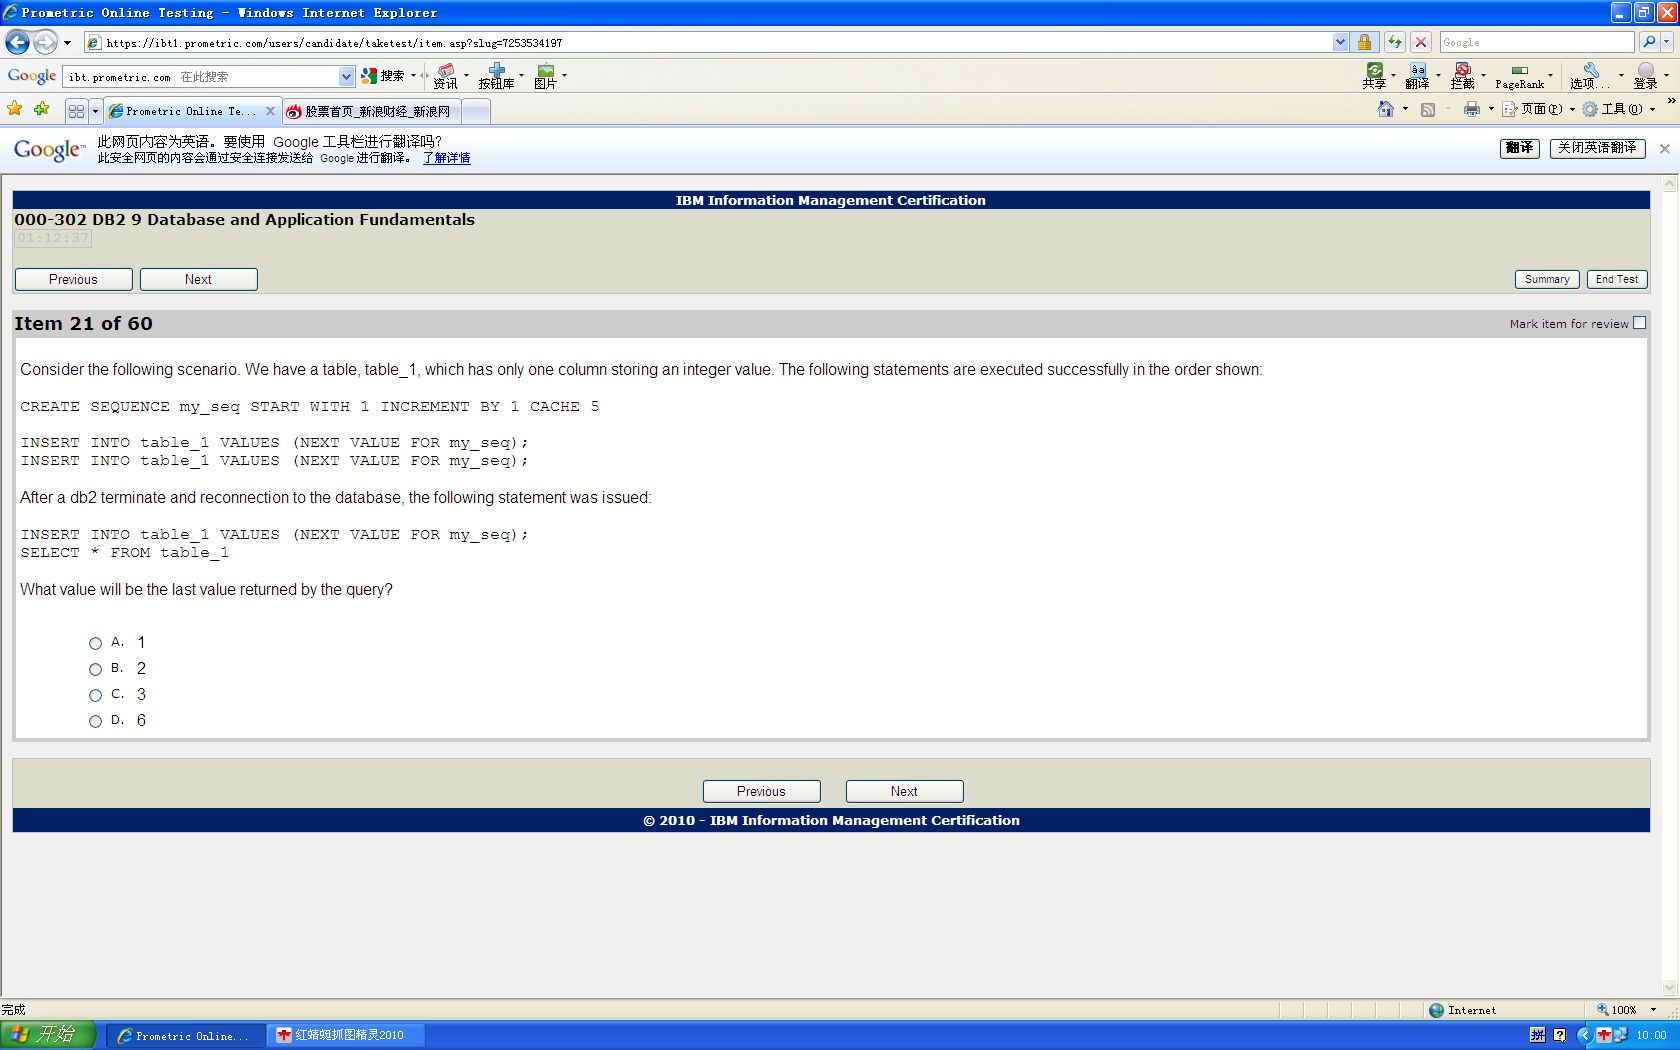 Prometric Online Testing - Windows Internet Explorer
https://ibt1.prometric.com/users/candidate/taketest/item.asp?slug=7253534197
Google
Google ibt.prometric.com 在此搜索 搜索 资讯 按钮库 图片 共享 翻译 拦截 PageRank 选项... 登录
Prometric Online Te... 股票首页_新浪财经_新浪网 页面(P) 工具(O) »
Google™ 此网页内容为英语。要使用 Google 工具栏进行翻译吗? 翻译 关闭英语翻译
此安全网页的内容会通过安全连接发送给 Google 进行翻译。 了解详情
IBM Information Management Certification
000-302 DB2 9 Database and Application Fundamentals
01:12:37
Previous Next Summary End Test
Item 21 of 60 Mark item for review
Consider the following scenario. We have a table, table_1, which has only one column storing an integer value. The following statements are executed successfully in the order shown:
CREATE SEQUENCE my_seq START WITH 1 INCREMENT BY 1 CACHE 5
INSERT INTO table_1 VALUES (NEXT VALUE FOR my_seq);
INSERT INTO table_1 VALUES (NEXT VALUE FOR my_seq);
After a db2 terminate and reconnection to the database, the following statement was issued:
INSERT INTO table_1 VALUES (NEXT VALUE FOR my_seq);
SELECT * FROM table_1
What value will be the last value returned by the query?
A. 1
B. 2
C. 3
D. 6
Previous Next
© 2010 - IBM Information Management Certification
完成 Internet 100%
开始 Prometric Online... 红蜻蜓抓图精灵2010 拼 10:00